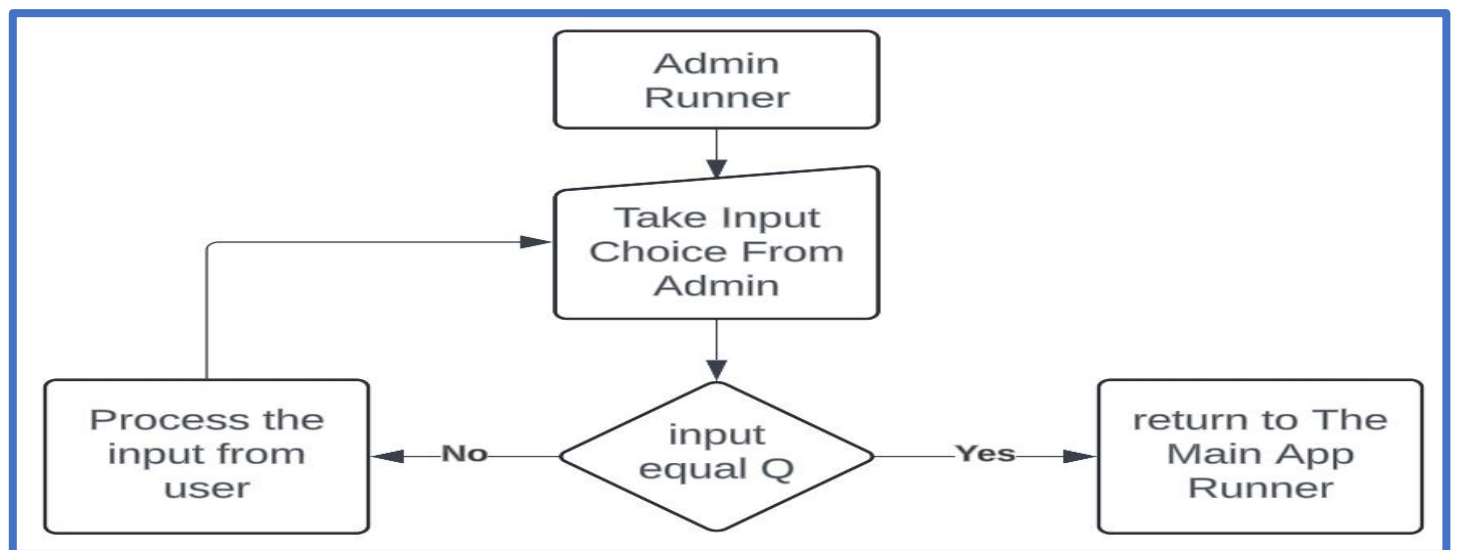 Admin
Runner
Take Input
Choice From
Admin
input
equal Q
No
Yes
Process the
input from
user
return to The
Main App
Runner